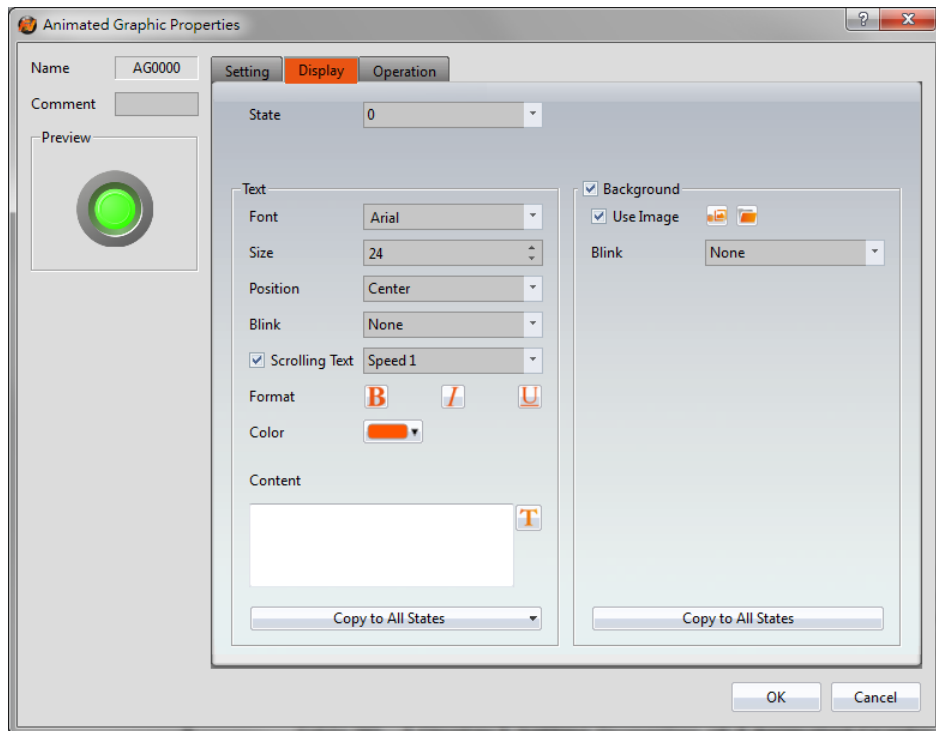 Animated Graphic Properties
? X
Name AG0000
Comment
Preview
Setting Display Operation
State 0
Text
Font Arial
Size 24
Position Center
Blink None
Scrolling Text Speed 1
Format B I U
Color
Content
T
Copy to All States
Background
Use Image
Blink None
Copy to All States
OK Cancel